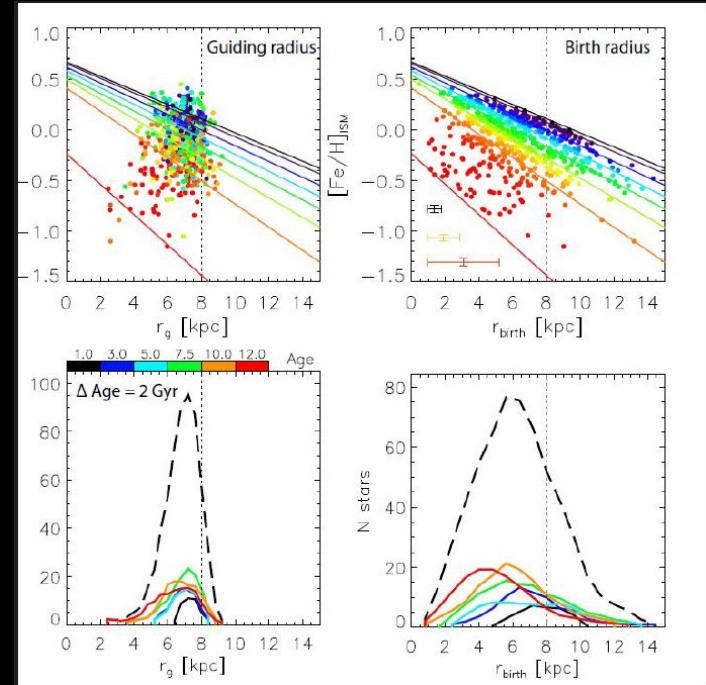 Guiding radius
1.0
0.5
0.0
−0.5
−1.0
−1.5
0 2 4 6 8 10 12 14
r_g [kpc]
Birth radius
[Fe/H]_ISM
1.0
0.5
0.0
−0.5
−1.0
−1.5
0 2 4 6 8 10 12 14
r_birth [kpc]
1.0 3.0 5.0 7.5 10.0 12.0 Age
Δ Age = 2 Gyr
100
80
60
40
20
0
0 2 4 6 8 10 12 14
r_g [kpc]
N stars
80
60
40
20
0
0 2 4 6 8 10 12 14
r_birth [kpc]